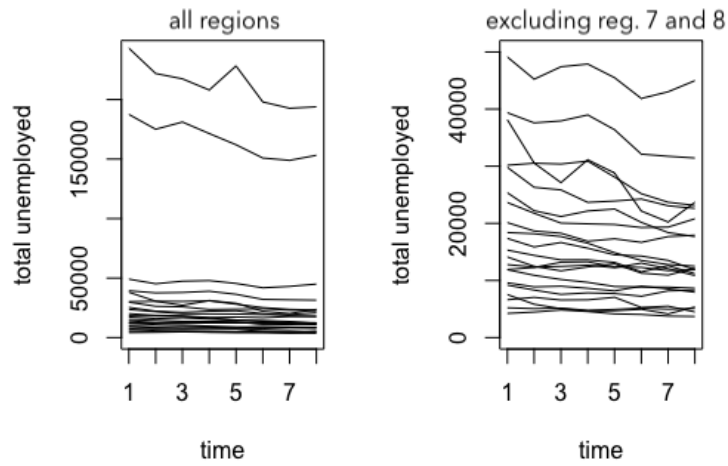 all regions
total unemployed
0
50000
150000
1
3
5
7
time
excluding reg. 7 and 8
total unemployed
0
20000
40000
1
3
5
7
time